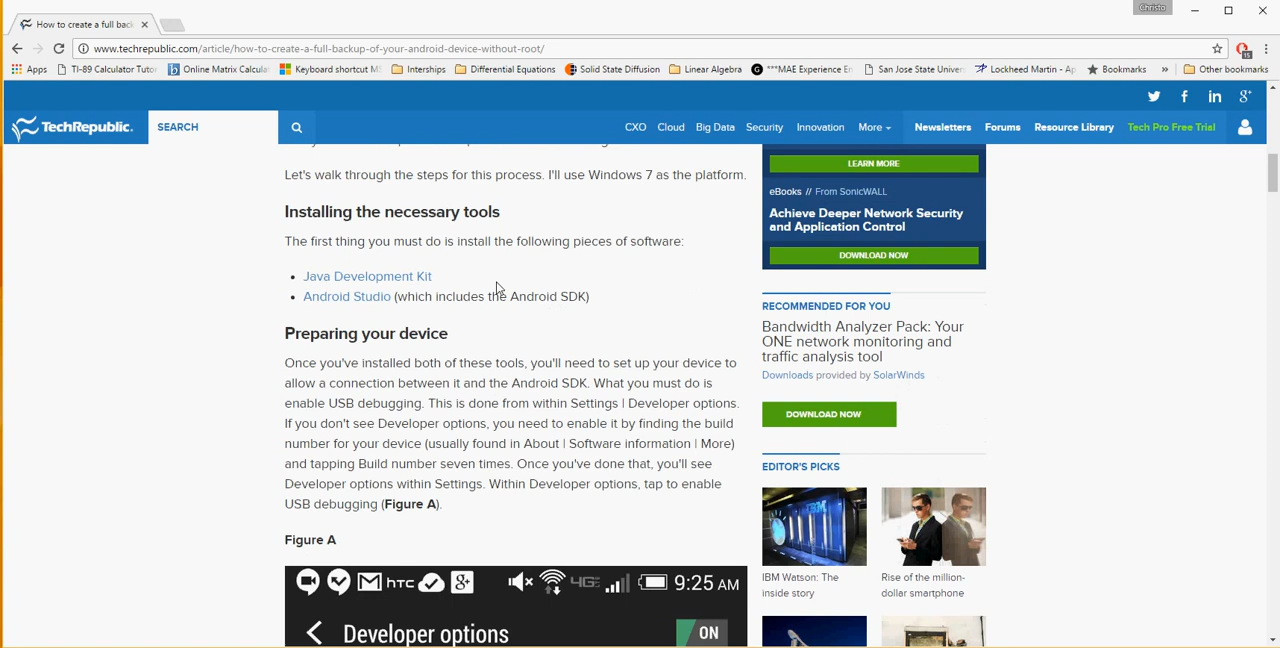 Christo
How to create a full back
www.techrepublic.com/article/how-to-create-a-full-backup-of-your-android-device-without-root/
15
Apps TI-89 Calculator Tuto Online Matrix Calcula Keyboard shortcut M Interships Differential Equations Solid State Diffusion Linear Algebra ***MAE Experience En San Jose State Univer Lockheed Martin - Ap Bookmarks » Other bookmarks
TechRepublic. SEARCH CXO Cloud Big Data Security Innovation More Newsletters Forums Resource Library Tech Pro Free Trial
Let's walk through the steps for this process. I'll use Windows 7 as the platform.
Installing the necessary tools
The first thing you must do is install the following pieces of software:
• Java Development Kit
• Android Studio (which includes the Android SDK)
Preparing your device
Once you've installed both of these tools, you'll need to set up your device to
allow a connection between it and the Android SDK. What you must do is
enable USB debugging. This is done from within Settings | Developer options.
If you don't see Developer options, you need to enable it by finding the build
number for your device (usually found in About | Software information | More)
and tapping Build number seven times. Once you've done that, you'll see
Developer options within Settings. Within Developer options, tap to enable
USB debugging (Figure A).
Figure A
htc 4G 9:25 AM
Developer options ON
LEARN MORE
eBooks // From SonicWALL
Achieve Deeper Network Security
and Application Control
DOWNLOAD NOW
RECOMMENDED FOR YOU
Bandwidth Analyzer Pack: Your
ONE network monitoring and
traffic analysis tool
Downloads provided by SolarWinds
DOWNLOAD NOW
EDITOR'S PICKS
IBM
IBM Watson: The
inside story
Rise of the million-
dollar smartphone